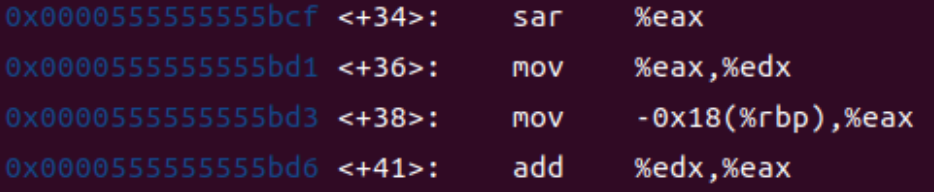 0x0000555555555bcf <+34>: sar %eax
0x0000555555555bd1 <+36>: mov %eax,%edx
0x0000555555555bd3 <+38>: mov -0x18(%rbp),%eax
0x0000555555555bd6 <+41>: add %edx,%eax